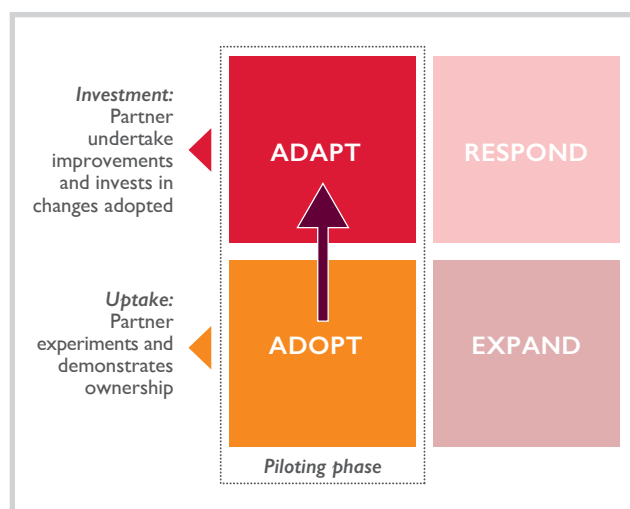 Investment:
Partner
undertake
improvements
and invests in
changes adopted
ADAPT
RESPOND
Uptake:
Partner
experiments and
demonstrates
ownership
ADOPT
EXPAND
Piloting phase